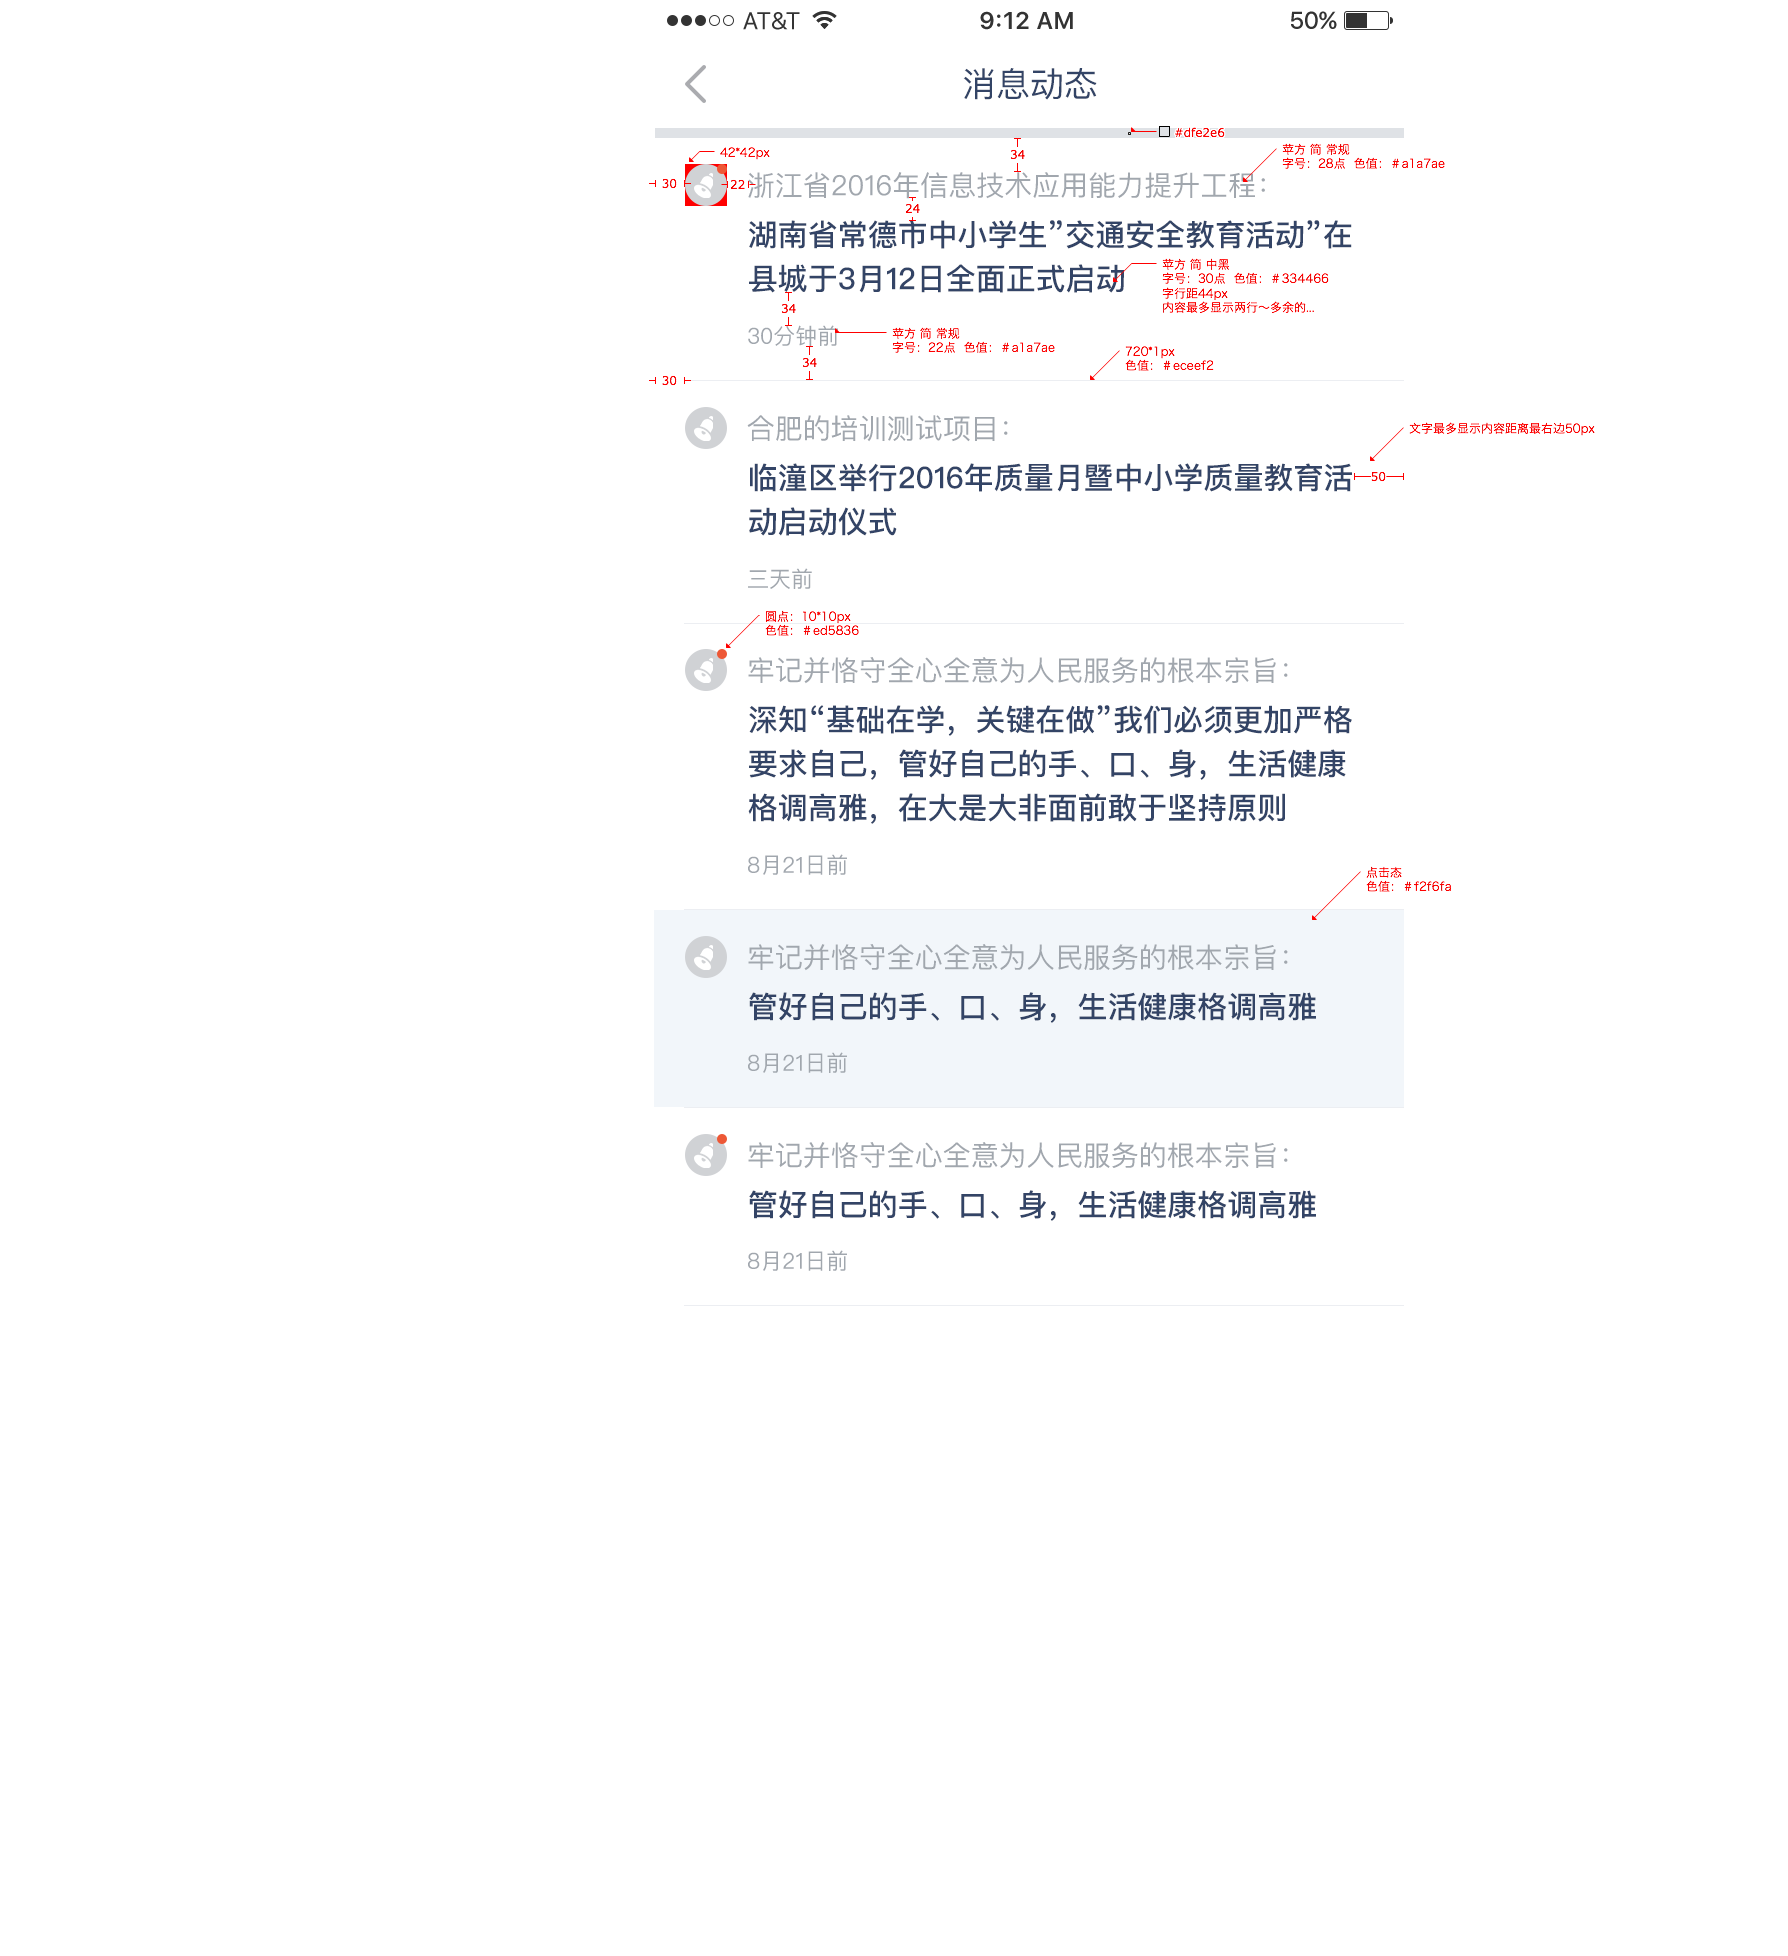 AT&T 9:12 AM 50%
消息动态
#dfe2e6
42*42px
34
苹方 简 常规
字号：28点 色值：#a1a7ae
30
22
浙江省2016年信息技术应用能力提升工程：
24
湖南省常德市中小学生”交通安全教育活动”在
县城于3月12日全面正式启动
苹方 简 中黑
字号：30点 色值：#334466
字行距44px
内容最多显示两行～多余的...
34
30分钟前
苹方 简 常规
字号：22点 色值：#a1a7ae
34
720*1px
色值：#eceef2
30
合肥的培训测试项目：
文字最多显示内容距离最右边50px
临潼区举行2016年质量月暨中小学质量教育活
50
动启动仪式
三天前
圆点：10*10px
色值：#ed5836
牢记并恪守全心全意为人民服务的根本宗旨：
深知“基础在学，关键在做”我们必须更加严格
要求自己，管好自己的手、口、身，生活健康
格调高雅，在大是大非面前敢于坚持原则
8月21日前
点击态
色值：#f2f6fa
牢记并恪守全心全意为人民服务的根本宗旨：
管好自己的手、口、身，生活健康格调高雅
8月21日前
牢记并恪守全心全意为人民服务的根本宗旨：
管好自己的手、口、身，生活健康格调高雅
8月21日前